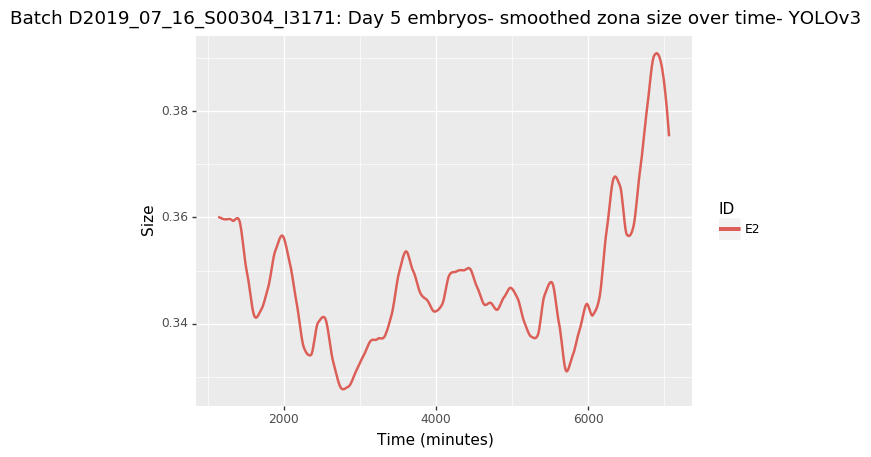 Batch D2019_07_16_S00304_I3171: Day 5 embryos- smoothed zona size over time- YOLOv3
0.38
0.36
0.34
Size
2000
4000
6000
Time (minutes)
ID
E2